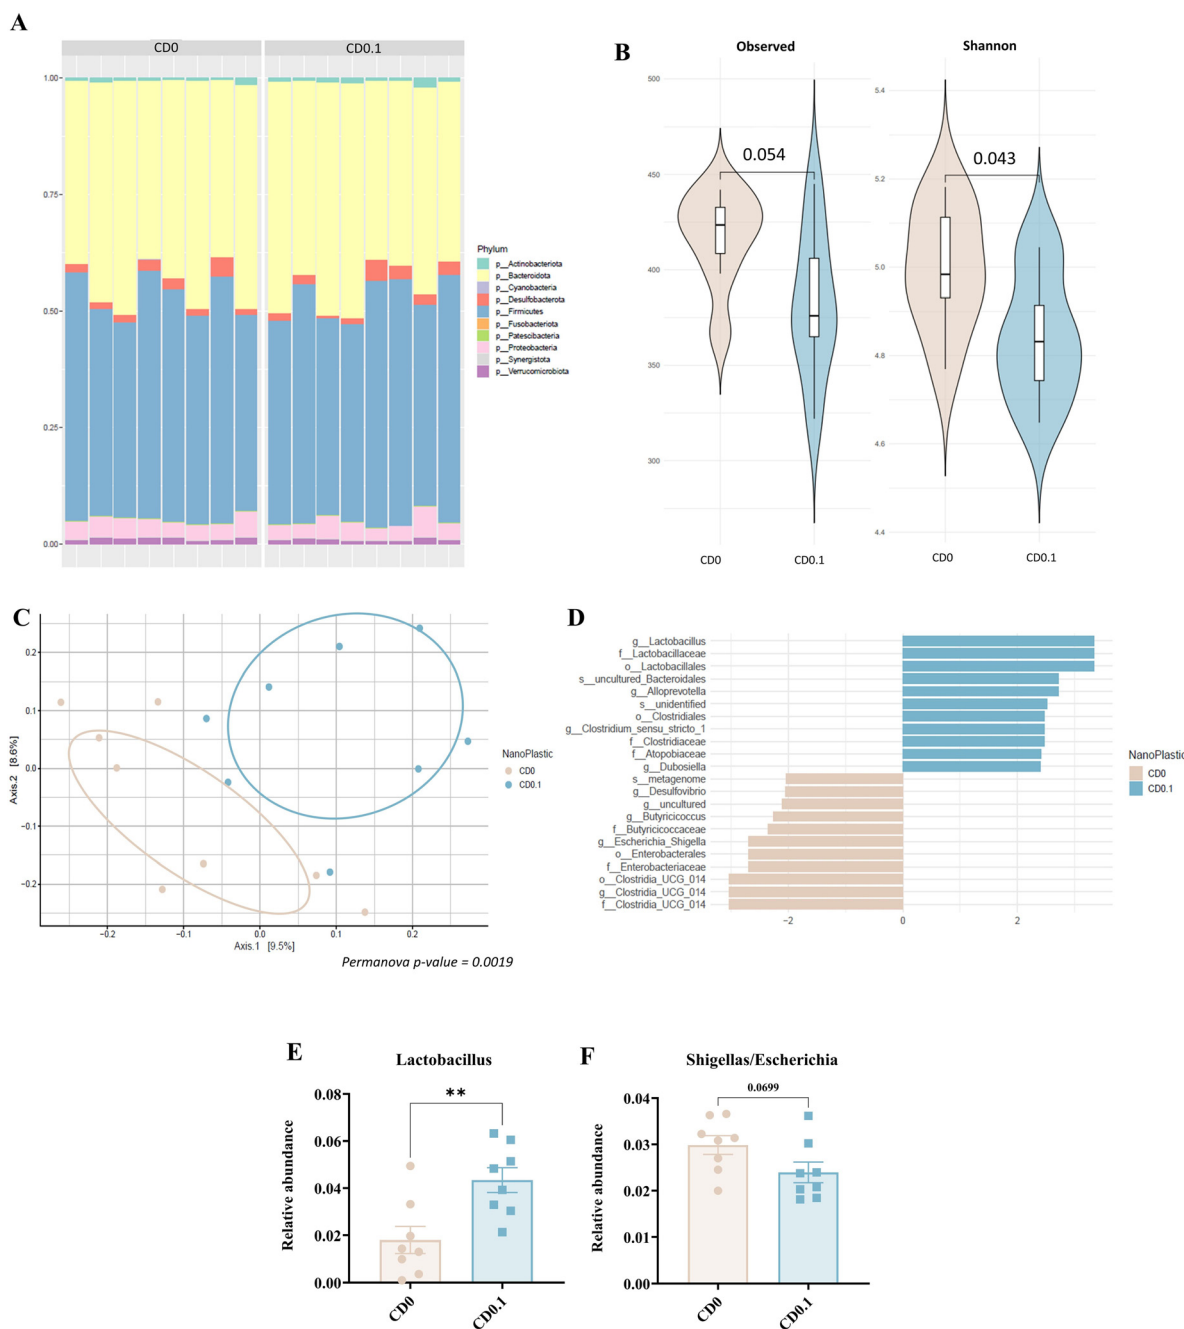 A
CD0
CD0.1
1.00
0.75
0.50
0.25
0.00
Phylum
p__Actinobacteriota
p__Bacteroidota
p__Cyanobacteria
p__Desulfobacterota
p__Firmicutes
p__Fusobacteriota
p__Patescibacteria
p__Proteobacteria
p__Synergistota
p__Verrucomicrobiota
B
Observed
500
450
400
350
300
0.054
CD0
CD0.1
Shannon
5.4
5.2
5.0
4.8
4.6
4.4
0.043
CD0
CD0.1
C
Axis.2 [8.6%]
0.2
0.1
0.0
−0.1
−0.2
−0.2
−0.1
0.0
0.1
0.2
Axis.1 [9.5%]
Permanova p-value = 0.0019
NanoPlastic
CD0
CD0.1
D
g__Lactobacillus
f__Lactobacillaceae
o__Lactobacillales
s__uncultured_Bacteroidales
g__Alloprevotella
s__unidentified
o__Clostridiales
g__Clostridium_sensu_stricto_1
f__Clostridiaceae
f__Atopobiaceae
g__Dubosiella
s__metagenome
g__Desulfovibrio
g__uncultured
g__Butyricicoccus
f__Butyricicoccaceae
g__Escherichia_Shigella
o__Enterobacterales
f__Enterobacteriaceae
o__Clostridia_UCG_014
g__Clostridia_UCG_014
f__Clostridia_UCG_014
−2
0
2
NanoPlastic
CD0
CD0.1
E
Lactobacillus
Relative abundance
0.08
0.06
0.04
0.02
0.00
**
CD0
CD0.1
F
Shigellas/Escherichia
Relative abundance
0.04
0.03
0.02
0.01
0.00
0.0699
CD0
CD0.1